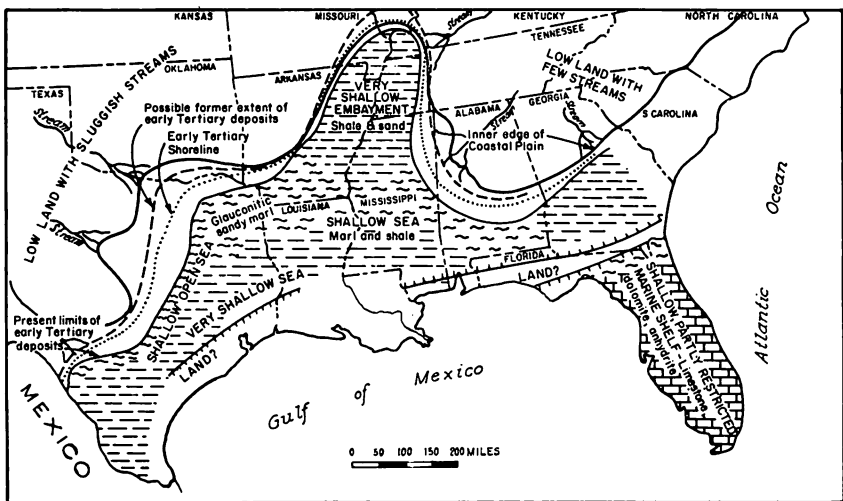 KANSAS
MISSOURI
KENTUCKY
NORTH CAROLINA
TENNESSEE
OKLAHOMA
ARKANSAS
TEXAS
LOW LAND WITH
FEW STREAMS
VERY
SHALLOW
EMBAYMENT
Shale & sand
ALABAMA
GEORGIA
S CAROLINA
Stream
Stream
Stream
Stream
LOW LAND WITH SLUGGISH STREAMS
Possible former extent of
early Tertiary deposits
Early Tertiary
Shoreline
Inner edge of
Coastal Plain
Glauconitic
sandy marl
LOUISIANA
MISSISSIPPI
SHALLOW SEA
Marl and shale
FLORIDA
LAND?
SHALLOW OPEN SEA
VERY SHALLOW SEA
LAND?
Present limits of
early Tertiary
deposits
SHALLOW, PARTLY RESTRICTED
MARINE SHELF - Limestone,
dolomite, anhydrite
MEXICO
Gulf of Mexico
Atlantic Ocean
0 50 100 150 200 MILES